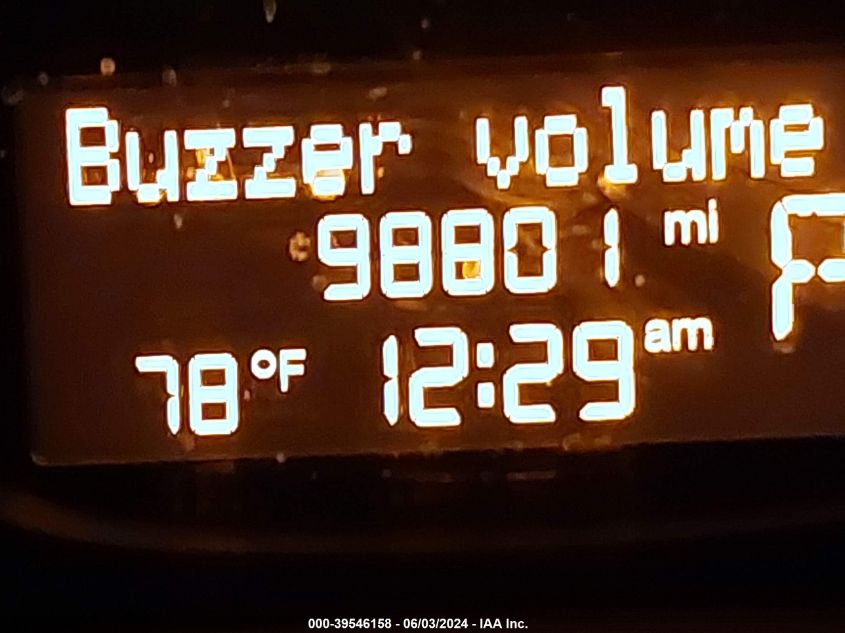 Buzzer volume
98801 mi P
78°F 12:29 am
000-39546158 - 06/03/2024 - IAA Inc.